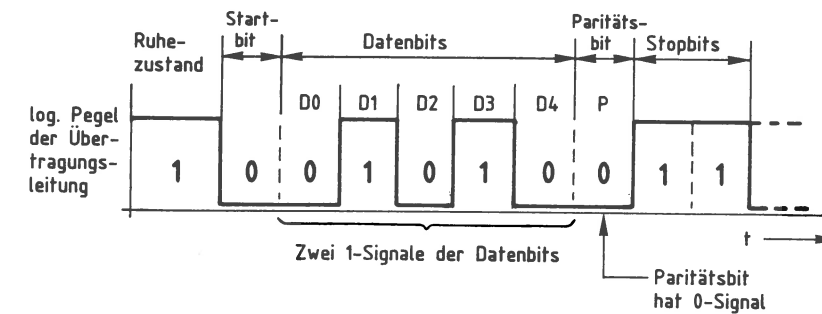 Start-
bit
Paritäts-
bit
Ruhe-
zustand
Datenbits
Stopbits
D0 D1 D2 D3 D4 P
log. Pegel
der Über-
tragungs-
leitung
1 0 0 1 0 1 0 0 1 1
t
Zwei 1-Signale der Datenbits
Paritätsbit
hat 0-Signal